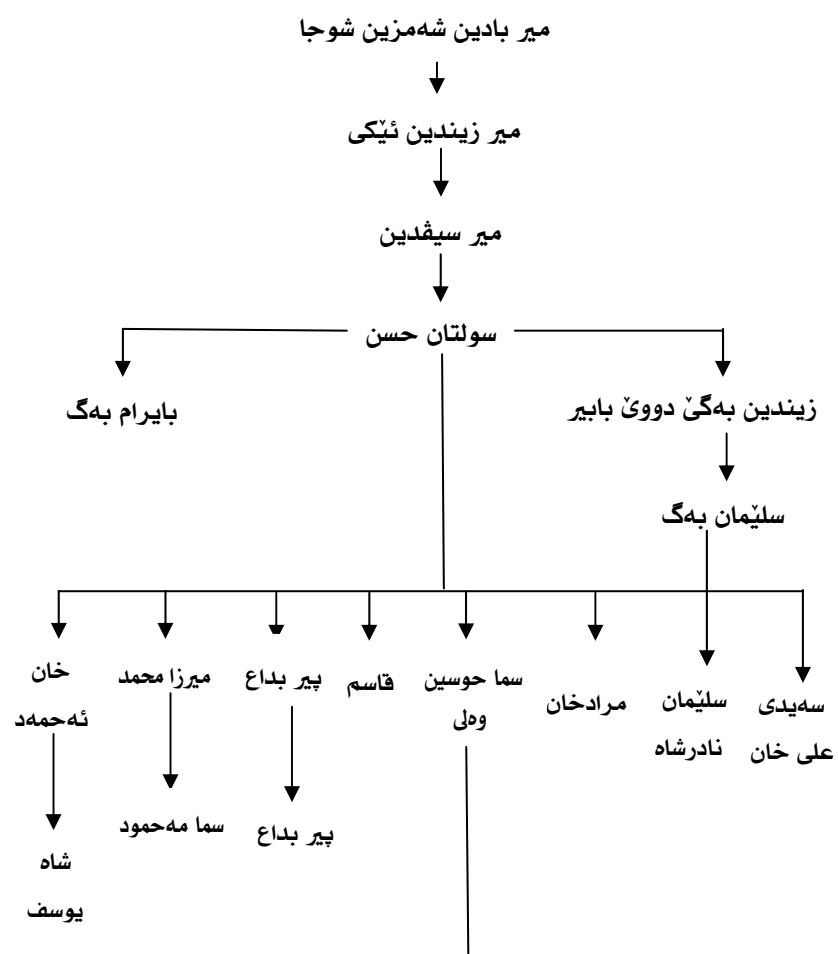 میر بادین شەمزین شوجا
میر زیندین ئێکی
میر سیڤدین
سولتان حسن
زیندین بەگێ دووێ بابیر
بایرام بەگ
سلێمان بەگ
سەیدی
علی خان
سلێمان
نادرشاه
مرادخان
سما حوسین
وەلی
قاسم
پیر بداع
میرزا محمد
خان
ئەحمەد
پیر بداع
سما مەحمود
شاه
یوسف